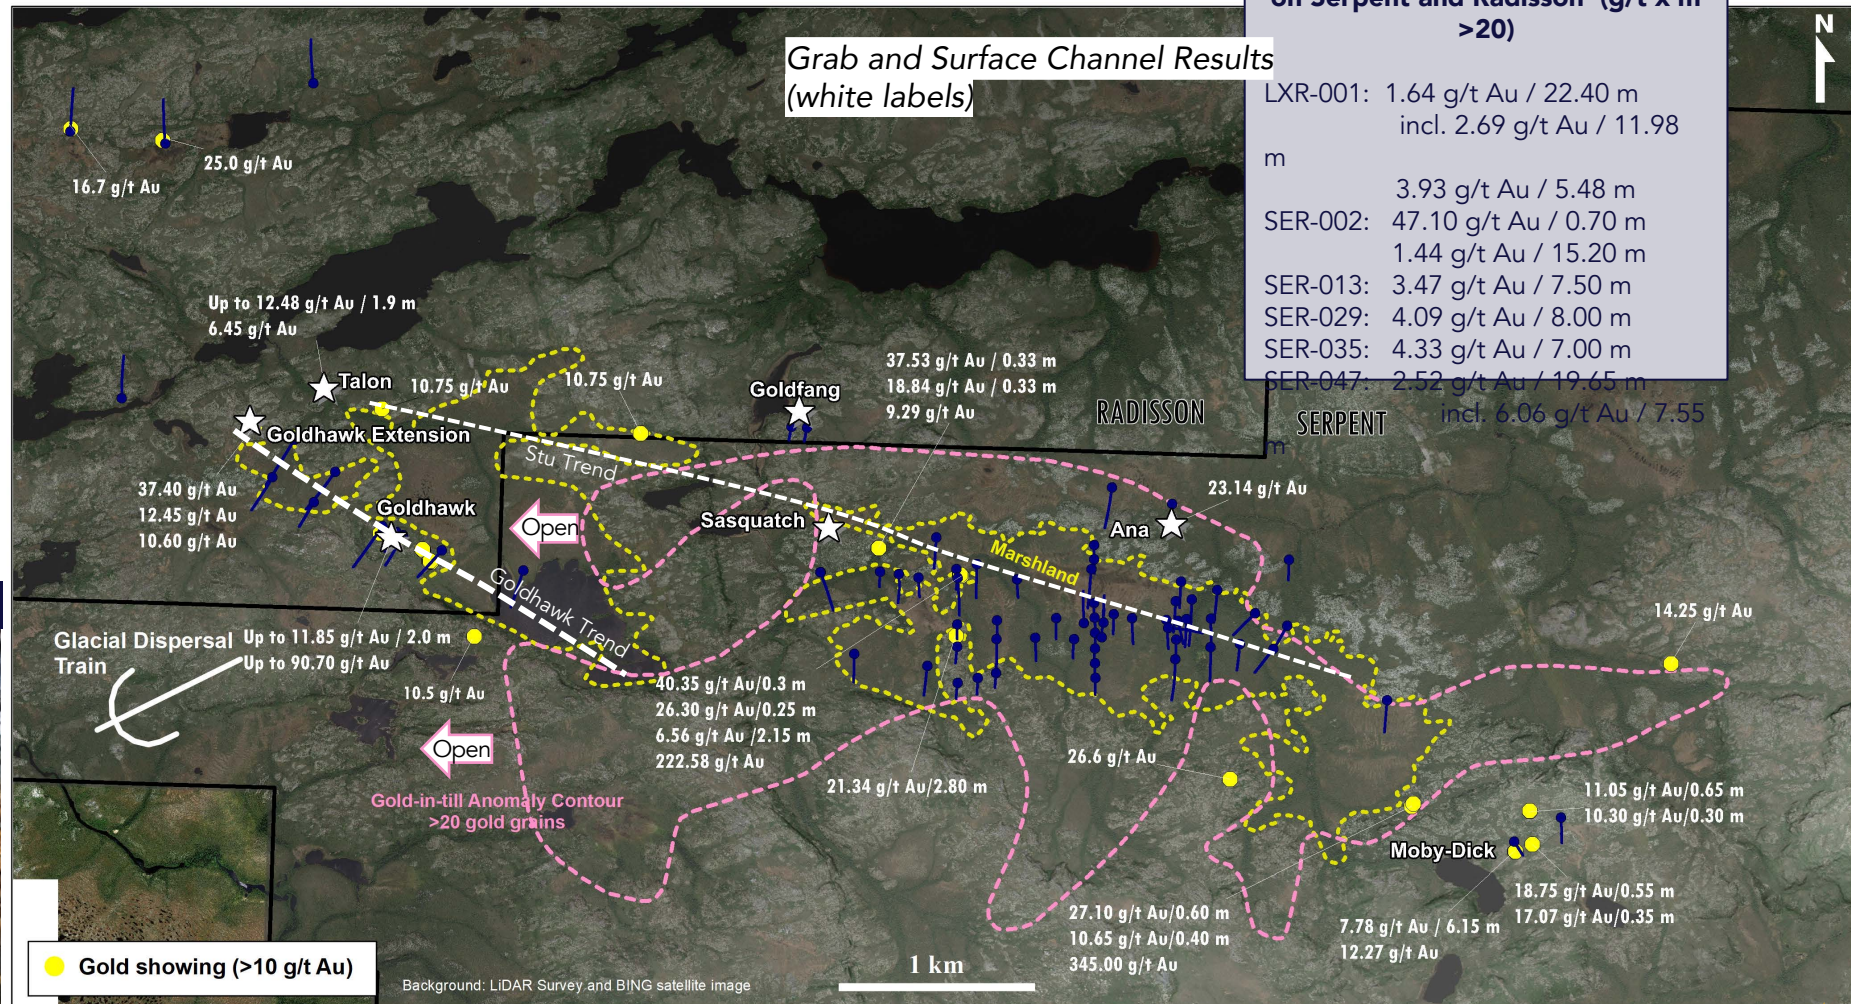 on Serpent and Radisson (g/t x m
>20)
N
Grab and Surface Channel Results
(white labels)
LXR-001: 1.64 g/t Au / 22.40 m
incl. 2.69 g/t Au / 11.98
m
3.93 g/t Au / 5.48 m
SER-002: 47.10 g/t Au / 0.70 m
1.44 g/t Au / 15.20 m
SER-013: 3.47 g/t Au / 7.50 m
SER-029: 4.09 g/t Au / 8.00 m
SER-035: 4.33 g/t Au / 7.00 m
SER-047: 2.52 g/t Au / 19.65 m
incl. 6.06 g/t Au / 7.55
m
25.0 g/t Au
16.7 g/t Au
Up to 12.48 g/t Au / 1.9 m
6.45 g/t Au
Talon
10.75 g/t Au
10.75 g/t Au
Goldfang
37.53 g/t Au / 0.33 m
18.84 g/t Au / 0.33 m
9.29 g/t Au
RADISSON
SERPENT
Goldhawk Extension
Stu Trend
37.40 g/t Au
12.45 g/t Au
10.60 g/t Au
Goldhawk
Open
Sasquatch
23.14 g/t Au
Ana
Marshland
Goldhawk Trend
14.25 g/t Au
Glacial Dispersal
Train
Up to 11.85 g/t Au / 2.0 m
Up to 90.70 g/t Au
10.5 g/t Au
40.35 g/t Au/0.3 m
26.30 g/t Au/0.25 m
6.56 g/t Au /2.15 m
222.58 g/t Au
Open
26.6 g/t Au
21.34 g/t Au/2.80 m
Gold-in-till Anomaly Contour
>20 gold grains
11.05 g/t Au/0.65 m
10.30 g/t Au/0.30 m
Moby-Dick
18.75 g/t Au/0.55 m
17.07 g/t Au/0.35 m
27.10 g/t Au/0.60 m
10.65 g/t Au/0.40 m
345.00 g/t Au
7.78 g/t Au / 6.15 m
12.27 g/t Au
1 km
Gold showing (>10 g/t Au)
Background: LiDAR Survey and BING satellite image